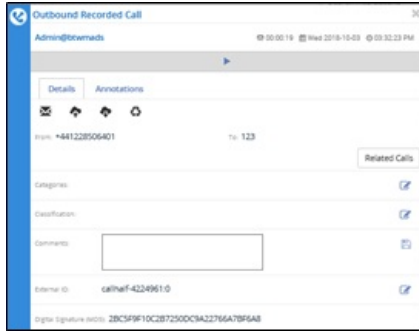 Outbound Recorded Call
Admin@btwmads 00:00:19 Wed 2018-10-03 03:32:23 PM
Details Annotations
From: +441228506401 To: 123
Related Calls
Categories:
Classification:
Comments:
External ID: callhalf-4224961:0
Digital Signature (MD5): 2BC5F9F10C2B7250DC9A22766A7BF6A8